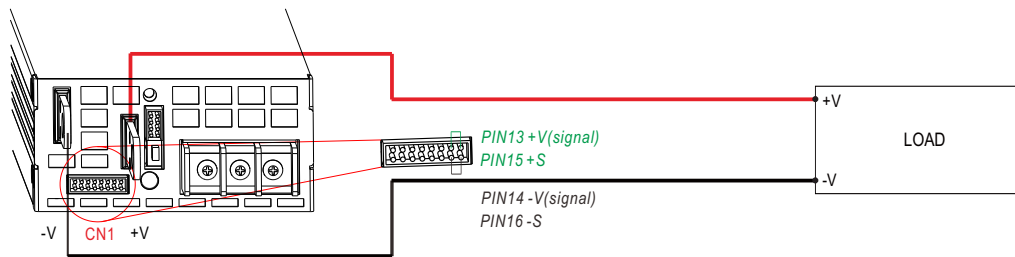 +V
PIN13 +V(signal)
LOAD
PIN15 +S
-V
PIN14 -V(signal)
PIN16 -S
-V CN1 +V